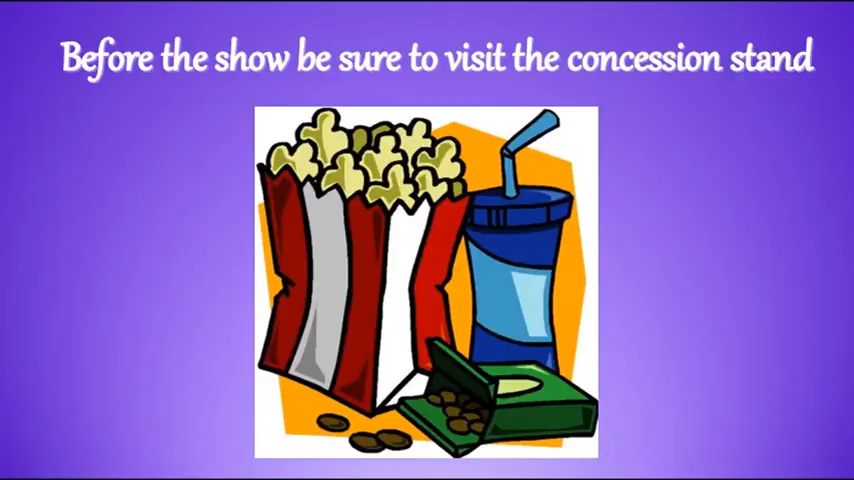 Before the show be sure to visit the concession stand